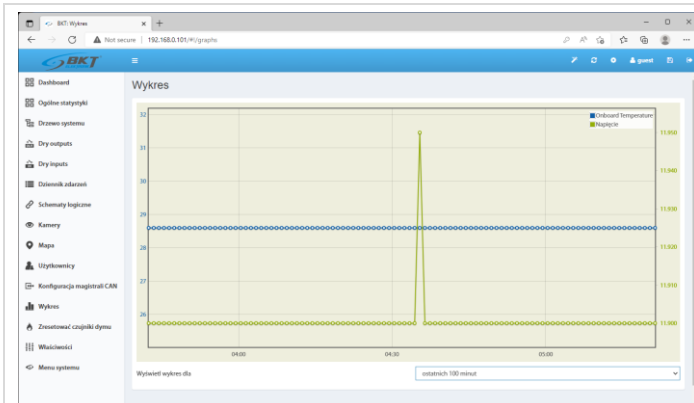 BKT: Wykres
Not secure | 192.168.0.101/#!/graphs
BKT
guest
Dashboard
Ogólne statystyki
Drzewo systemu
Dry outputs
Dry inputs
Dziennik zdarzeń
Schematy logiczne
Kamery
Mapa
Użytkownicy
Konfiguracja magistrali CAN
Wykres
Zresetować czujniki dymu
Właściwości
Menu systemu
Wykres
Onboard Temperature
Napięcie
32
31
30
29
28
27
26
11.950
11.940
11.930
11.920
11.910
11.900
04:00
04:30
05:00
Wyświetl wykres dla
ostatnich 100 minut